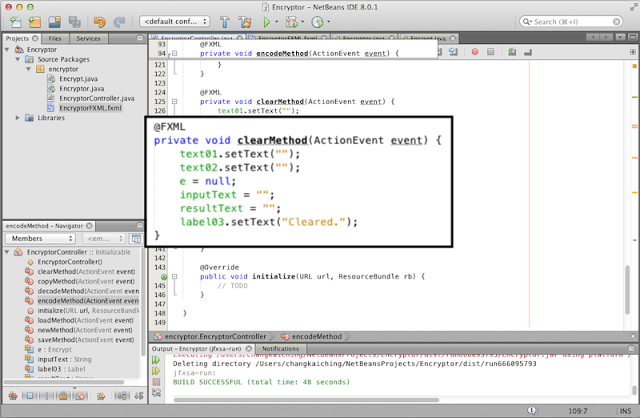 Encryptor – NetBeans IDE 8.0.1
<default conf...
Search (⌘+I)
Projects
Files
Services
Encryptor
Source Packages
encryptor
Encrypt.java
Encryptor.java
EncryptorController.java
EncryptorFXML.fxml
Libraries
93 @FXML
94 private void encodeMethod(ActionEvent event) {
121 }
122 }
123
124 @FXML
125 private void clearMethod(ActionEvent event) {
126 text01.setText("");
@FXML
private void clearMethod(ActionEvent event) {
text01.setText("");
text02.setText("");
e = null;
inputText = "";
resultText = "";
label03.setText("Cleared.");
}
141 }
142
143 @Override
public void initialize(URL url, ResourceBundle rb) {
145 // TODO
146 }
147
148 }
149
encodeMethod – Navigator
Members
<em...
EncryptorController :: Initializable
EncryptorController()
clearMethod(ActionEvent event)
copyMethod(ActionEvent event)
decodeMethod(ActionEvent event)
encodeMethod(ActionEvent event)
initialize(URL url, ResourceBundle
loadMethod(ActionEvent event)
newMethod(ActionEvent event)
saveMethod(ActionEvent event)
e : Encrypt
inputText : String
label03 : Label
encryptor.EncryptorController
encodeMethod
Output – Encryptor (jfxsa-run)
Notifications
Deleting directory /Users/changkaiching/NetBeansProjects/Encryptor/dist/run666095793
jfxsa-run:
BUILD SUCCESSFUL (total time: 48 seconds)
109:7
INS